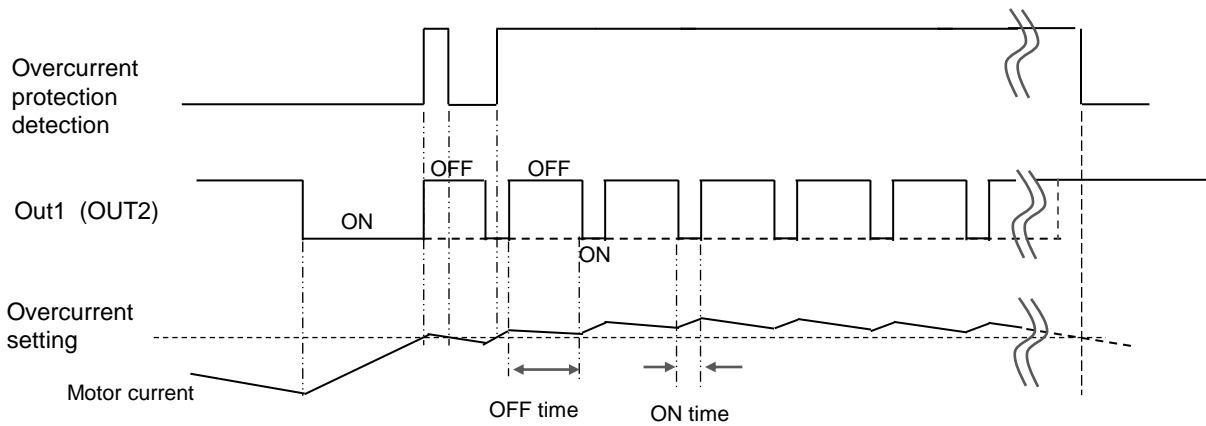 Overcurrent
protection
detection
OFF OFF
Out1 (OUT2)
ON
ON
Overcurrent
setting
Motor current
OFF time
ON time